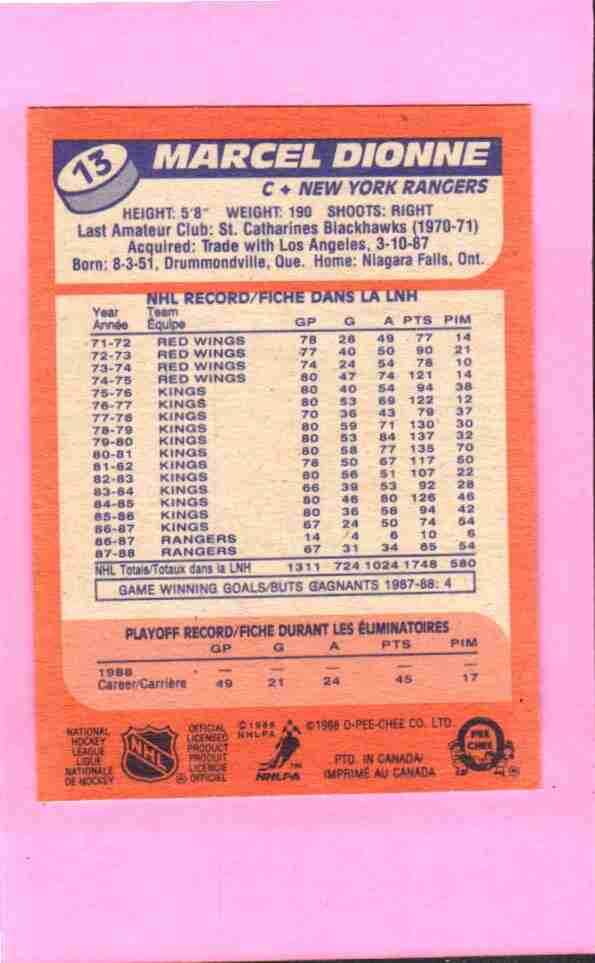 13
MARCEL DIONNE
C ✦ NEW YORK RANGERS
HEIGHT: 5'8" WEIGHT: 190 SHOOTS: RIGHT
Last Amateur Club: St. Catharines Blackhawks (1970-71)
Acquired: Trade with Los Angeles, 3-10-87
Born: 8-3-51, Drummondville, Que. Home: Niagara Falls, Ont.
NHL RECORD/FICHE DANS LA LNH
Year Team
Année Équipe GP G A PTS PIM
71-72 RED WINGS 78 28 49 77 14
72-73 RED WINGS 77 40 50 90 21
73-74 RED WINGS 74 24 54 78 10
74-75 RED WINGS 80 47 74 121 14
75-76 KINGS 80 40 54 94 38
76-77 KINGS 80 53 69 122 12
77-78 KINGS 70 36 43 79 37
78-79 KINGS 80 59 71 130 30
79-80 KINGS 80 53 84 137 32
80-81 KINGS 80 58 77 135 70
81-82 KINGS 78 50 67 117 50
82-83 KINGS 80 56 51 107 22
83-84 KINGS 66 39 53 92 28
84-85 KINGS 80 46 80 126 46
85-86 KINGS 80 36 58 94 42
86-87 KINGS 67 24 50 74 54
86-87 RANGERS 14 4 6 10 6
87-88 RANGERS 67 31 34 65 54
NHL Totals/Totaux dans la LNH 1311 724 1024 1748 580
GAME WINNING GOALS/BUTS GAGNANTS 1987-88: 4
PLAYOFF RECORD/FICHE DURANT LES ÉLIMINATOIRES
GP G A PTS PIM
1988 — — — — —
Career/Carrière 49 21 24 45 17
NATIONAL
HOCKEY
LEAGUE
LIGUE
NATIONALE
DE HOCKEY
NHL
OFFICIAL
LICENSED
PRODUCT
PRODUIT
LICENCIÉ
® OFFICIEL
©1988
NHLPA
NHLPA
TM
©1988 O-PEE-CHEE CO. LTD.
PTD. IN CANADA/
IMPRIMÉ AU CANADA
PEE
CHEE